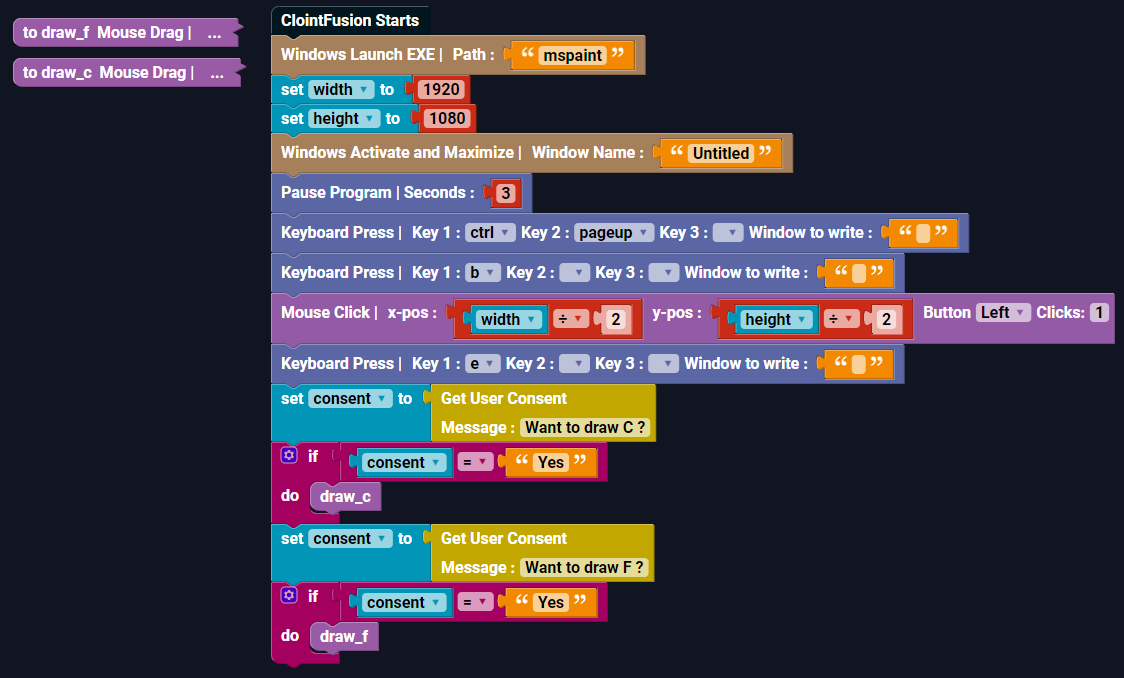 to draw_f Mouse Drag | ...
to draw_c Mouse Drag | ...
ClointFusion Starts
Windows Launch EXE | Path : “ mspaint ”
set width ▾ to 1920
set height ▾ to 1080
Windows Activate and Maximize | Window Name : “ Untitled ”
Pause Program | Seconds : 3
Keyboard Press | Key 1 : ctrl ▾ Key 2 : pageup ▾ Key 3 : ▾ Window to write : “ ”
Keyboard Press | Key 1 : b ▾ Key 2 : ▾ Key 3 : ▾ Window to write : “ ”
Mouse Click | x-pos : width ▾ ÷ ▾ 2 y-pos : height ▾ ÷ ▾ 2 Button Left ▾ Clicks: 1
Keyboard Press | Key 1 : e ▾ Key 2 : ▾ Key 3 : ▾ Window to write : “ ”
set consent ▾ to Get User Consent
Message : Want to draw C ?
if consent ▾ = ▾ “ Yes ”
do draw_c
set consent ▾ to Get User Consent
Message : Want to draw F ?
if consent ▾ = ▾ “ Yes ”
do draw_f